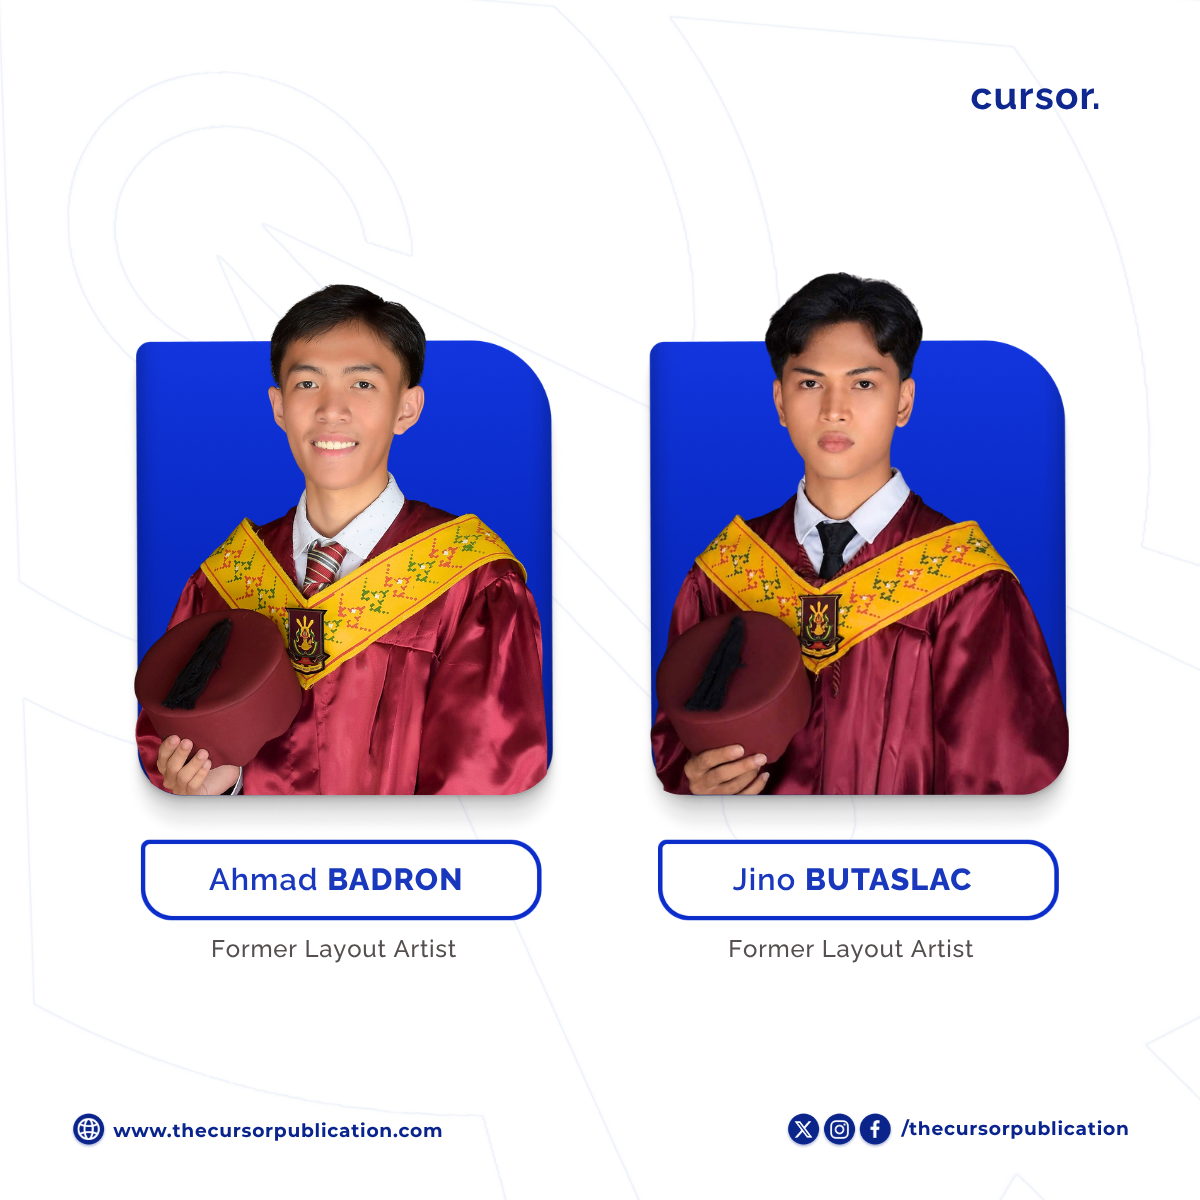 cursor.
Ahmad BADRON
Former Layout Artist
Jino BUTASLAC
Former Layout Artist
www.thecursorpublication.com
/thecursorpublication